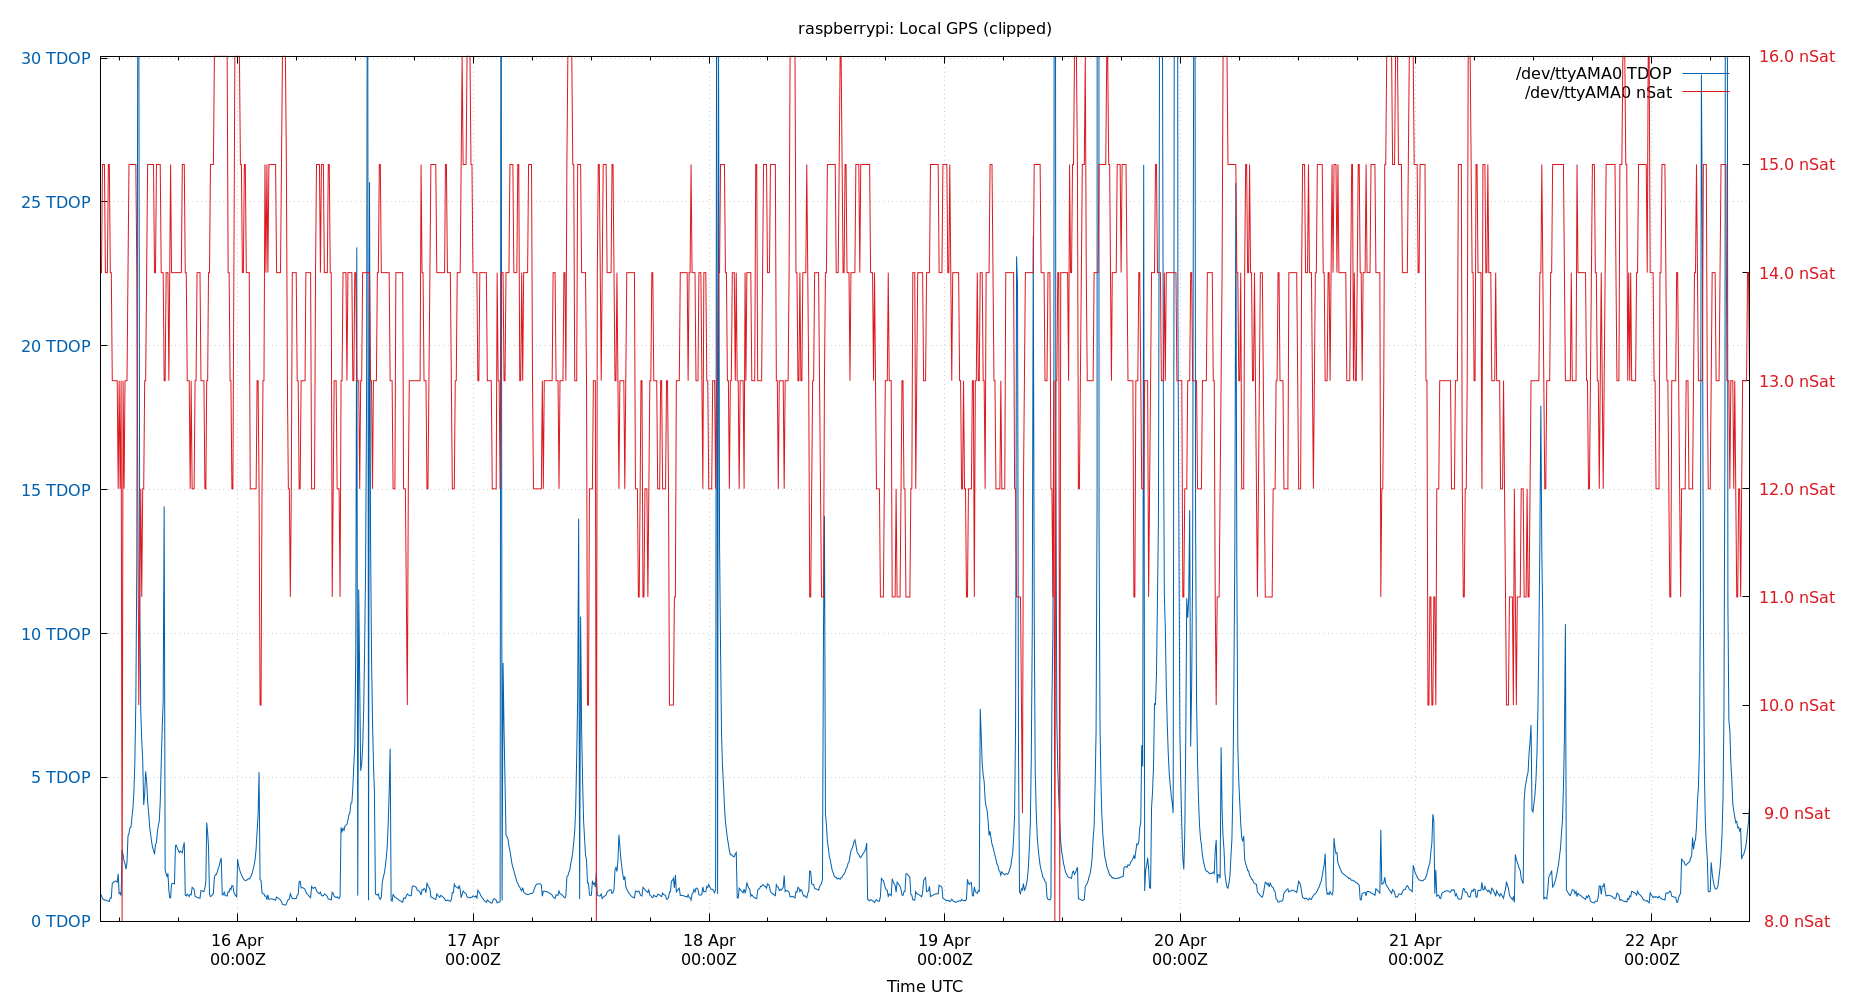 raspberrypi: Local GPS (clipped)
30 TDOP
25 TDOP
20 TDOP
15 TDOP
10 TDOP
5 TDOP
0 TDOP
16.0 nSat
15.0 nSat
14.0 nSat
13.0 nSat
12.0 nSat
11.0 nSat
10.0 nSat
9.0 nSat
8.0 nSat
/dev/ttyAMA0 TDOP
/dev/ttyAMA0 nSat
16 Apr
00:00Z
17 Apr
00:00Z
18 Apr
00:00Z
19 Apr
00:00Z
20 Apr
00:00Z
21 Apr
00:00Z
22 Apr
00:00Z
Time UTC